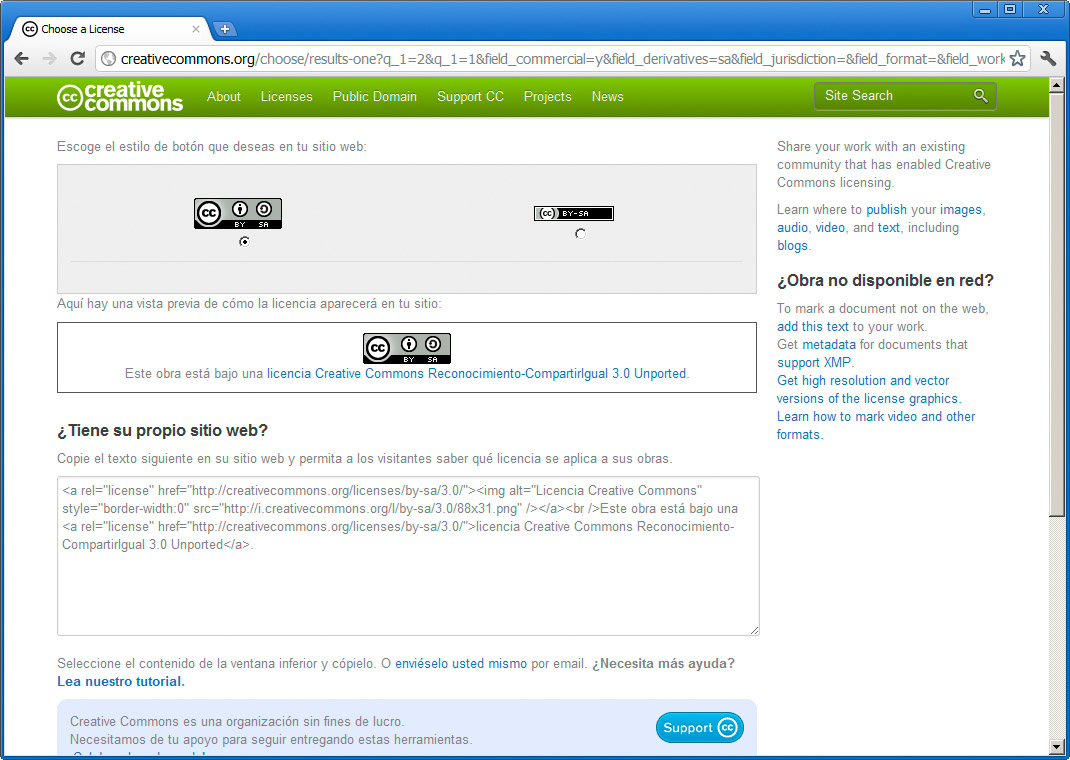 Choose a License
creativecommons.org/choose/results-one?q_1=2&q_1=1&field_commercial=y&field_derivatives=sa&field_jurisdiction=&field_format=&field_work
cc creative commons
About Licenses Public Domain Support CC Projects News
Site Search
Escoge el estilo de botón que deseas en tu sitio web:
cc BY SA
cc BY-SA
Aquí hay una vista previa de cómo la licencia aparecerá en tu sitio:
cc BY SA
Este obra está bajo una licencia Creative Commons Reconocimiento-CompartirIgual 3.0 Unported.
¿Tiene su propio sitio web?
Copie el texto siguiente en su sitio web y permita a los visitantes saber qué licencia se aplica a sus obras.
<a rel="license" href="http://creativecommons.org/licenses/by-sa/3.0/"><img alt="Licencia Creative Commons"
style="border-width:0" src="http://i.creativecommons.org/l/by-sa/3.0/88x31.png" /></a><br />Este obra está bajo una
<a rel="license" href="http://creativecommons.org/licenses/by-sa/3.0/">licencia Creative Commons Reconocimiento-
CompartirIgual 3.0 Unported</a>.
Seleccione el contenido de la ventana inferior y cópielo. O enviéselo usted mismo por email. ¿Necesita más ayuda?
Lea nuestro tutorial.
Creative Commons es una organización sin fines de lucro.
Necesitamos de tu apoyo para seguir entregando estas herramientas.
Support cc
Share your work with an existing
community that has enabled Creative
Commons licensing.
Learn where to publish your images,
audio, video, and text, including
blogs.
¿Obra no disponible en red?
To mark a document not on the web,
add this text to your work.
Get metadata for documents that
support XMP.
Get high resolution and vector
versions of the license graphics.
Learn how to mark video and other
formats.